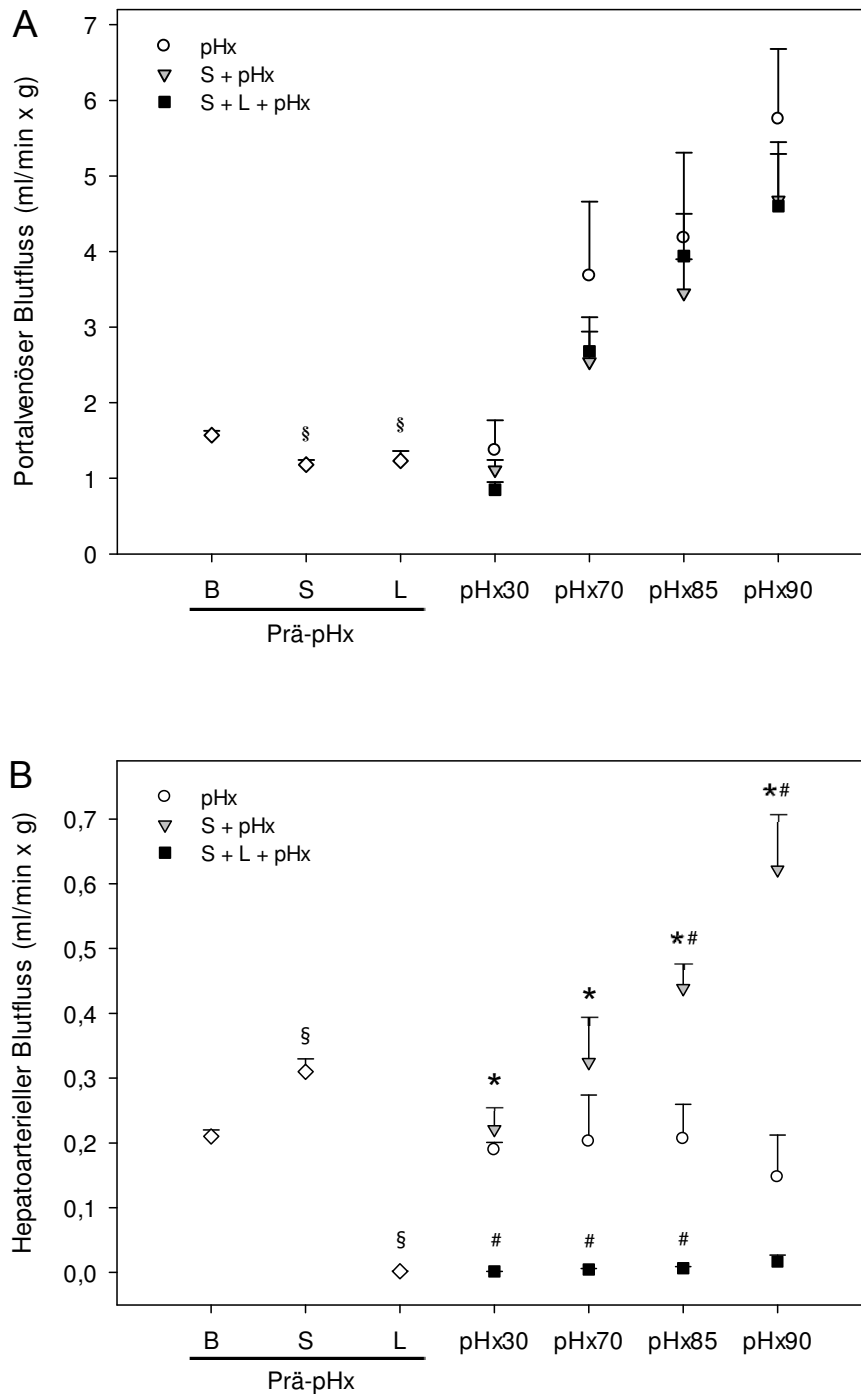 A
Portalvenöser Blutfluss (ml/min x g)
7
6
5
4
3
2
1
0
pHx
S + pHx
S + L + pHx
§
§
B S L pHx30 pHx70 pHx85 pHx90
Prä-pHx
B
Hepatoarterieller Blutfluss (ml/min x g)
0,7
0,6
0,5
0,4
0,3
0,2
0,1
0,0
pHx
S + pHx
S + L + pHx
*#
*#
*
*
§
§
# # #
B S L pHx30 pHx70 pHx85 pHx90
Prä-pHx